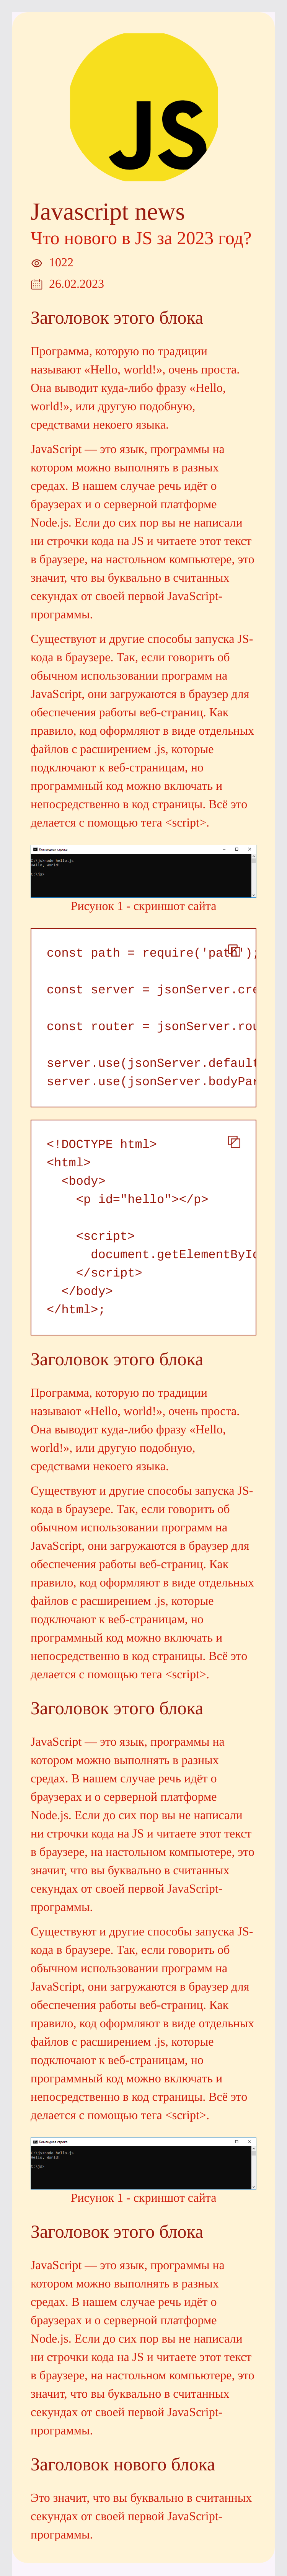 JS
Javascript news
Что нового в JS за 2023 год?
1022
26.02.2023
Заголовок этого блока
Программа, которую по традиции
называют «Hello, world!», очень проста.
Она выводит куда-либо фразу «Hello,
world!», или другую подобную,
средствами некоего языка.
JavaScript — это язык, программы на
котором можно выполнять в разных
средах. В нашем случае речь идёт о
браузерах и о серверной платформе
Node.js. Если до сих пор вы не написали
ни строчки кода на JS и читаете этот текст
в браузере, на настольном компьютере, это
значит, что вы буквально в считанных
секундах от своей первой JavaScript-
программы.
Существуют и другие способы запуска JS-
кода в браузере. Так, если говорить об
обычном использовании программ на
JavaScript, они загружаются в браузер для
обеспечения работы веб-страниц. Как
правило, код оформляют в виде отдельных
файлов с расширением .js, которые
подключают к веб-страницам, но
программный код можно включать и
непосредственно в код страницы. Всё это
делается с помощью тега <script>.
Командная строка
C:\js>node hello.js
Hello, World!
C:\js>
Рисунок 1 - скриншот сайта
const path = require('path');
const server = jsonServer.cre
const router = jsonServer.rou
server.use(jsonServer.default
server.use(jsonServer.bodyPar
<!DOCTYPE html>
<html>
<body>
<p id="hello"></p>
<script>
document.getElementById
</script>
</body>
</html>;
Заголовок этого блока
Программа, которую по традиции
называют «Hello, world!», очень проста.
Она выводит куда-либо фразу «Hello,
world!», или другую подобную,
средствами некоего языка.
Существуют и другие способы запуска JS-
кода в браузере. Так, если говорить об
обычном использовании программ на
JavaScript, они загружаются в браузер для
обеспечения работы веб-страниц. Как
правило, код оформляют в виде отдельных
файлов с расширением .js, которые
подключают к веб-страницам, но
программный код можно включать и
непосредственно в код страницы. Всё это
делается с помощью тега <script>.
Заголовок этого блока
JavaScript — это язык, программы на
котором можно выполнять в разных
средах. В нашем случае речь идёт о
браузерах и о серверной платформе
Node.js. Если до сих пор вы не написали
ни строчки кода на JS и читаете этот текст
в браузере, на настольном компьютере, это
значит, что вы буквально в считанных
секундах от своей первой JavaScript-
программы.
Существуют и другие способы запуска JS-
кода в браузере. Так, если говорить об
обычном использовании программ на
JavaScript, они загружаются в браузер для
обеспечения работы веб-страниц. Как
правило, код оформляют в виде отдельных
файлов с расширением .js, которые
подключают к веб-страницам, но
программный код можно включать и
непосредственно в код страницы. Всё это
делается с помощью тега <script>.
Командная строка
C:\js>node hello.js
Hello, World!
C:\js>
Рисунок 1 - скриншот сайта
Заголовок этого блока
JavaScript — это язык, программы на
котором можно выполнять в разных
средах. В нашем случае речь идёт о
браузерах и о серверной платформе
Node.js. Если до сих пор вы не написали
ни строчки кода на JS и читаете этот текст
в браузере, на настольном компьютере, это
значит, что вы буквально в считанных
секундах от своей первой JavaScript-
программы.
Заголовок нового блока
Это значит, что вы буквально в считанных
секундах от своей первой JavaScript-
программы.